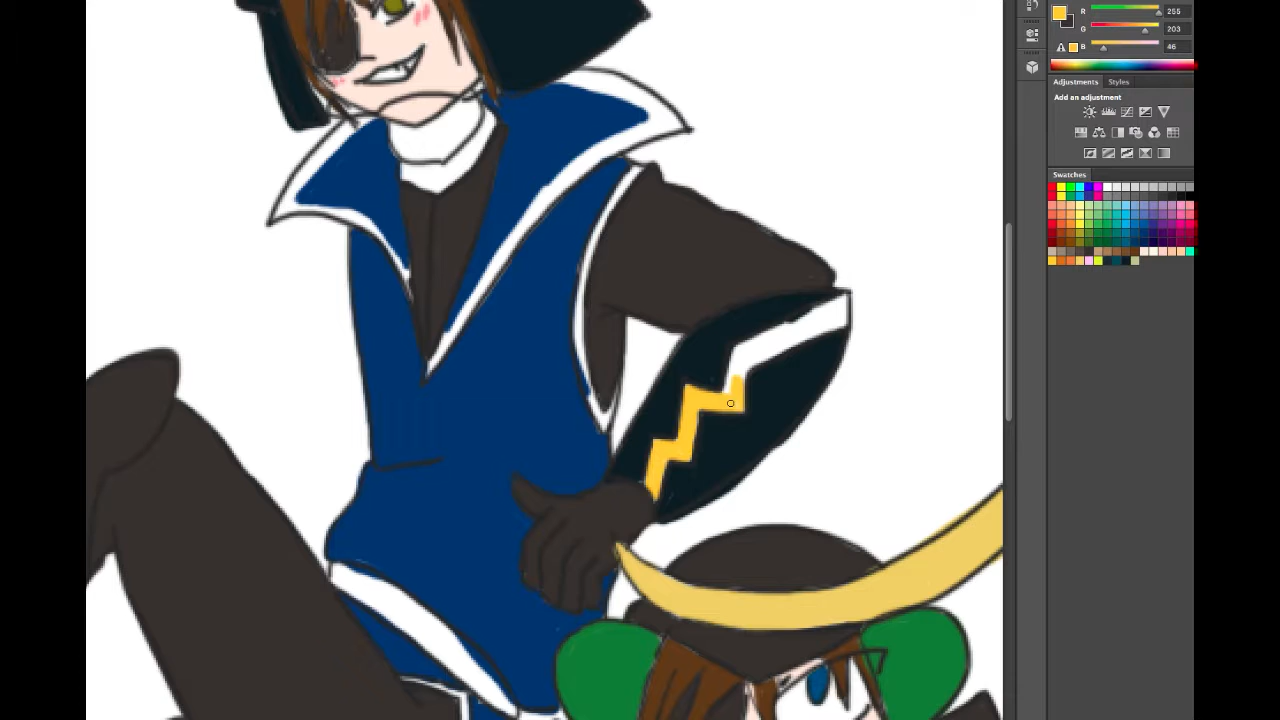 R 255
G 203
B 46
Adjustments Styles
Add an adjustment
Swatches